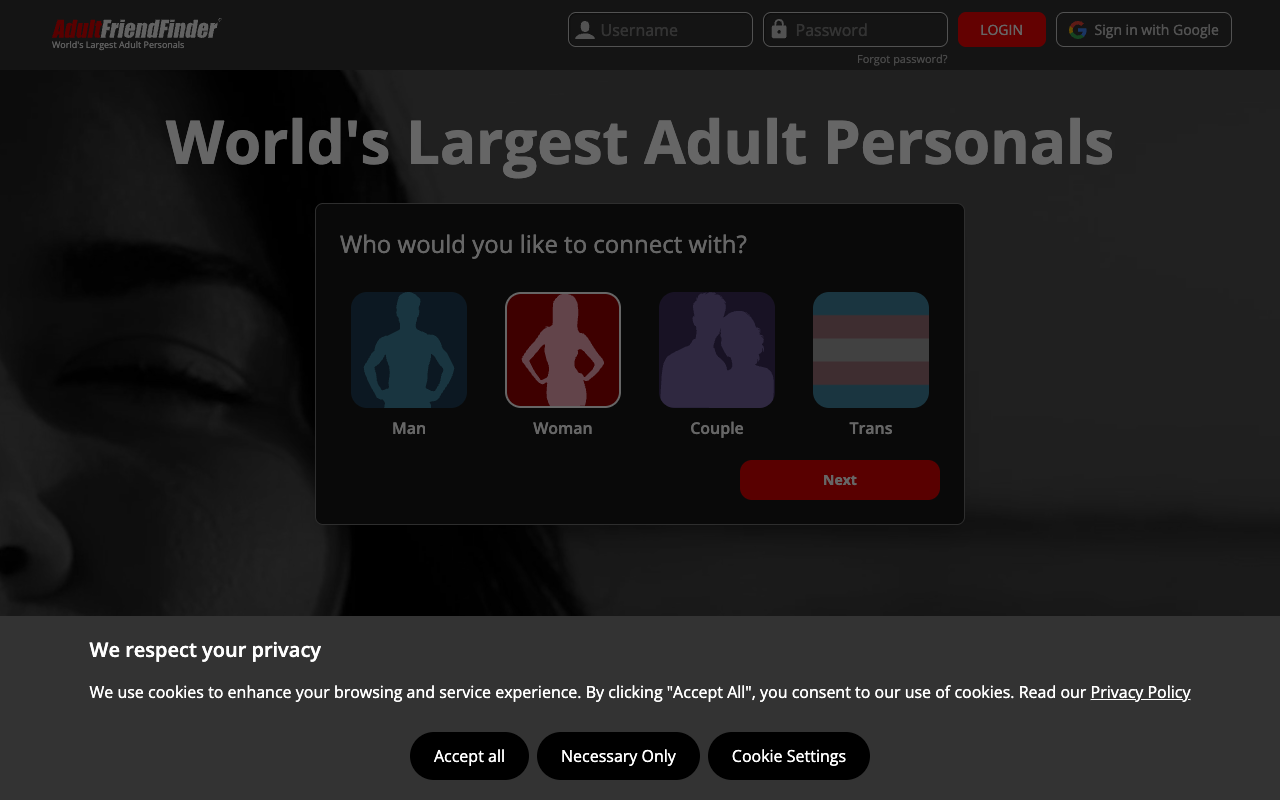 AdultFriendFinder®
World's Largest Adult Personals
Username
Password
LOGIN
Sign in with Google
Forgot password?
World's Largest Adult Personals
Who would you like to connect with?
Man
Woman
Couple
Trans
Next
We respect your privacy
We use cookies to enhance your browsing and service experience. By clicking "Accept All", you consent to our use of cookies. Read our Privacy Policy
Accept all
Necessary Only
Cookie Settings